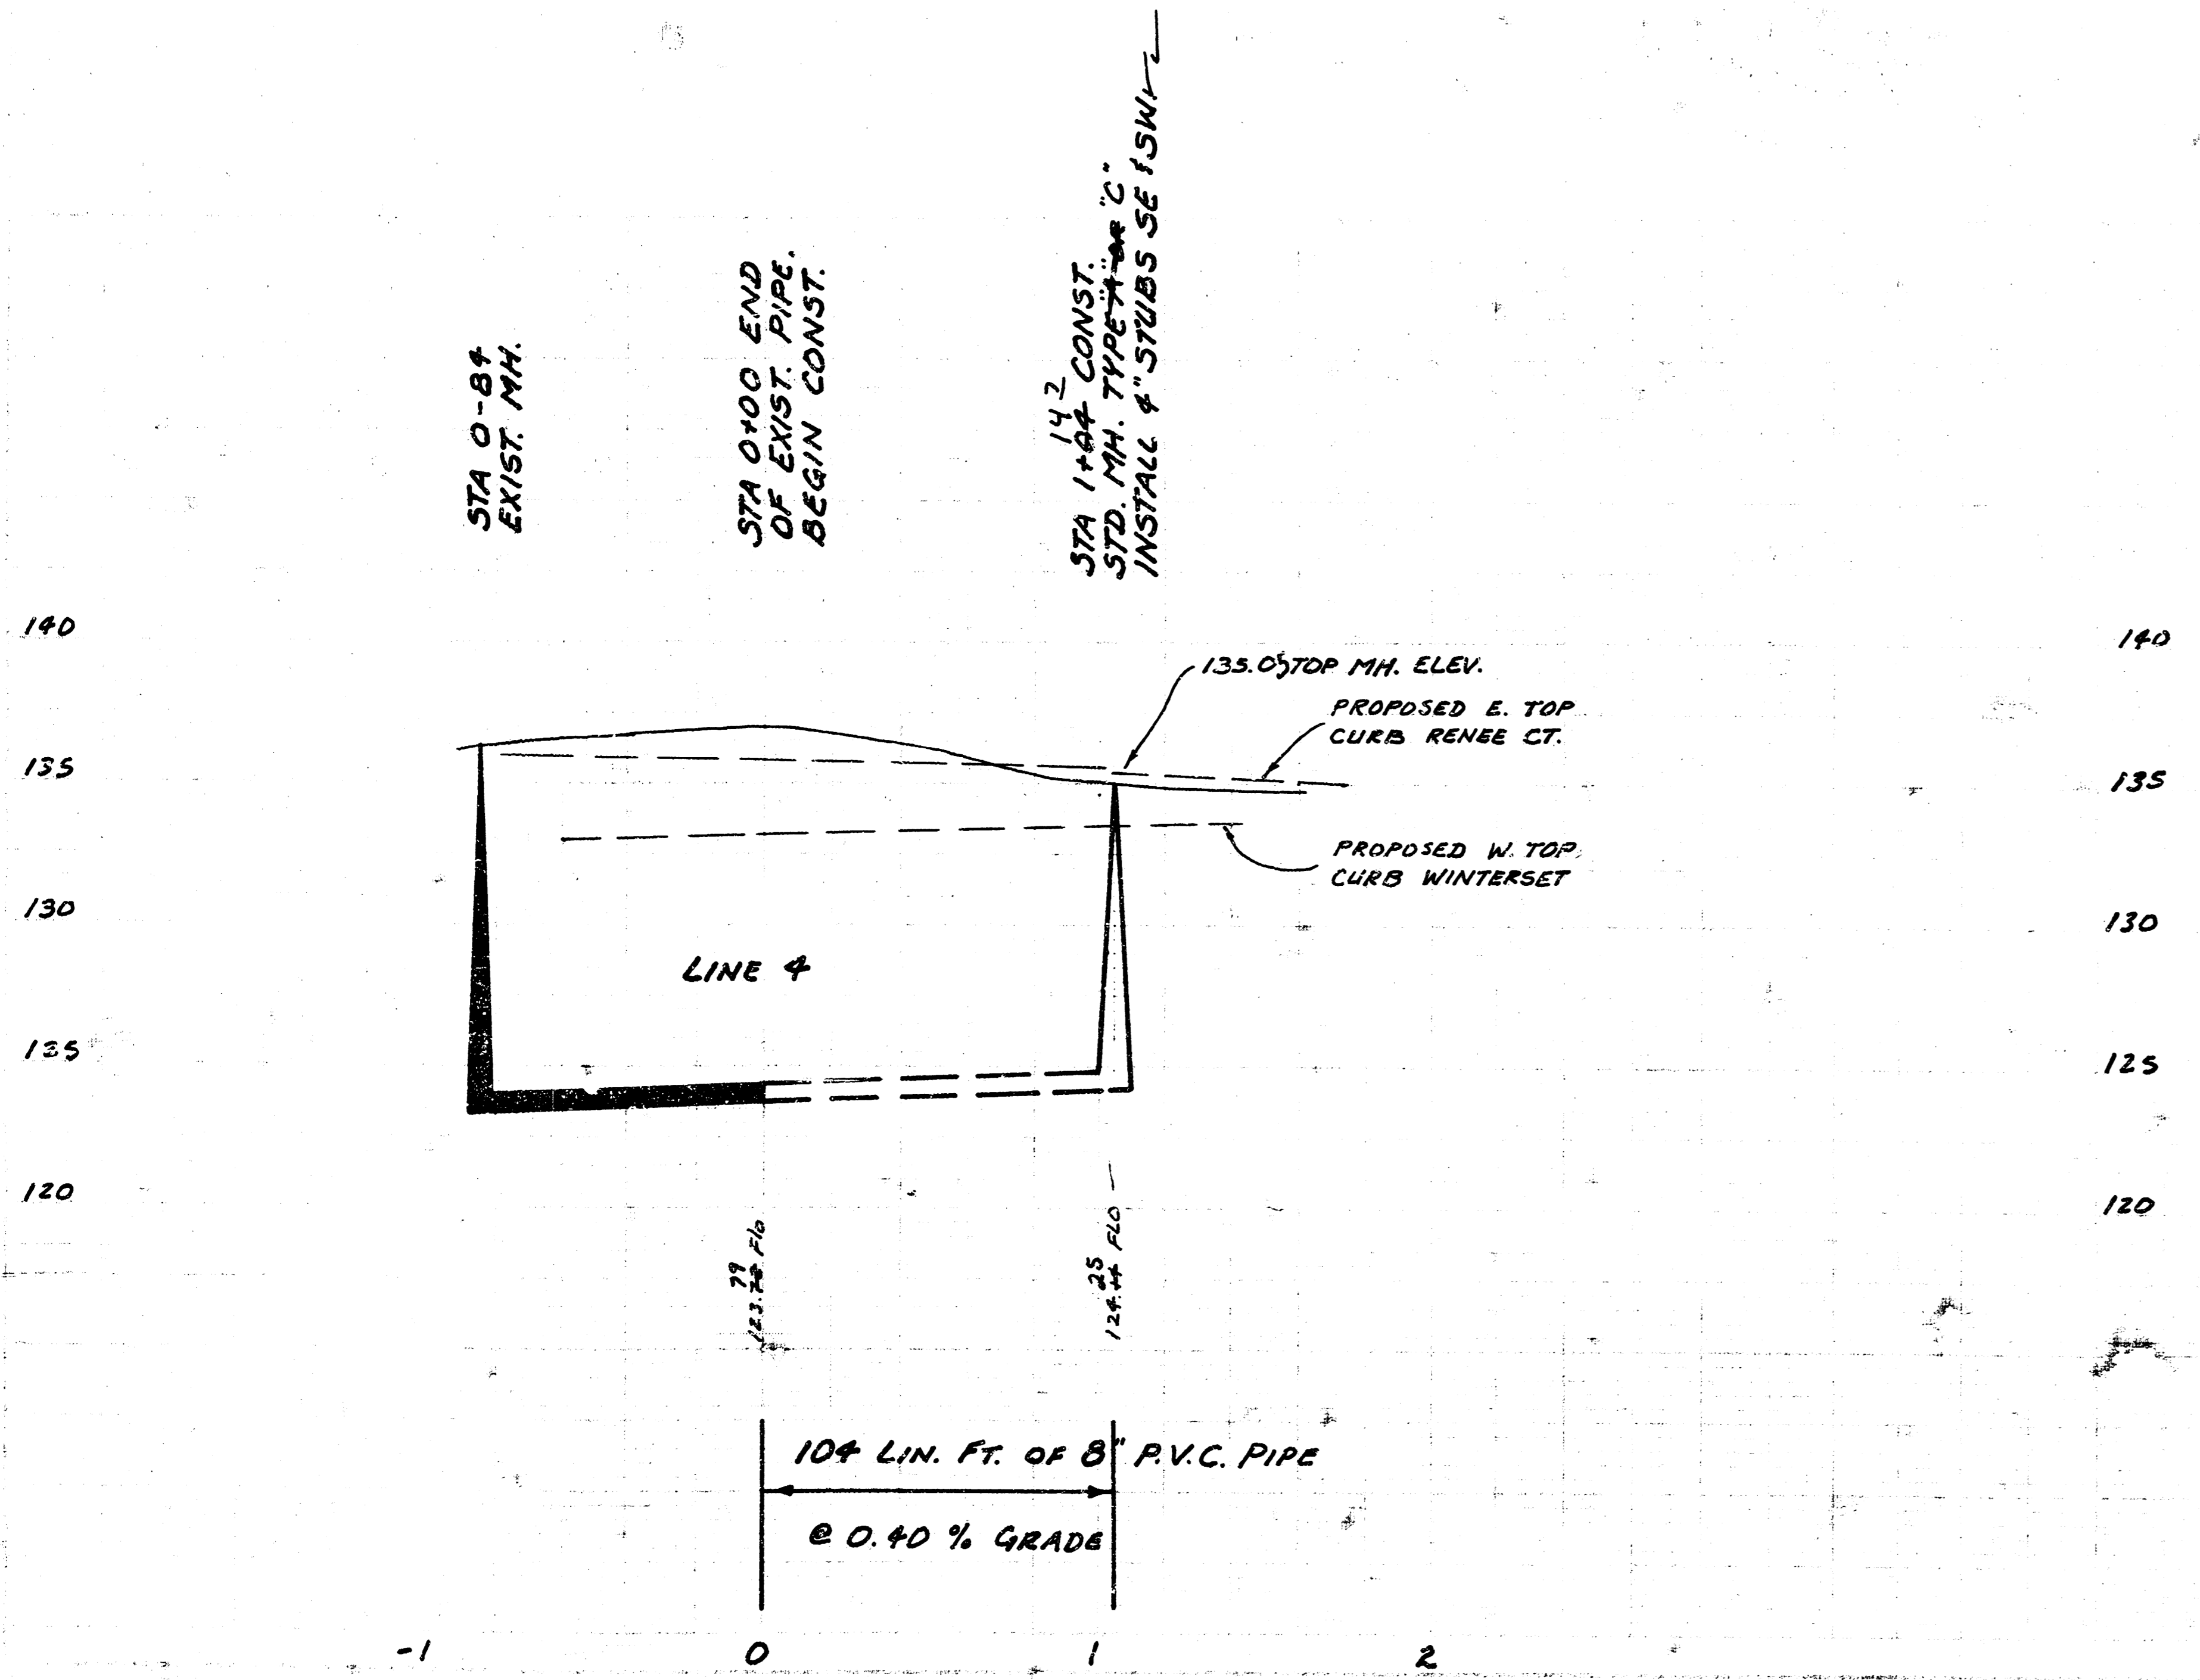 STA 0-84
EXIST. MH.
STA 0+00 END
OF EXIST. PIPE.
BEGIN CONST.
14 2
STA 1+04 CONST.
STD. MH. TYPE "A" OR "C"
INSTALL 4" STUBS SE & SW
140
140
135.05 TOP MH. ELEV.
PROPOSED E. TOP
CURB RENEE CT.
135
135
PROPOSED W. TOP
CURB WINTERSET
130
130
LINE 4
135
125
120
120
79
123. Flo
25
124. FLO
104 LIN. FT. OF 8" P.V.C. PIPE
@ 0.40 % GRADE
-1
0
1
2